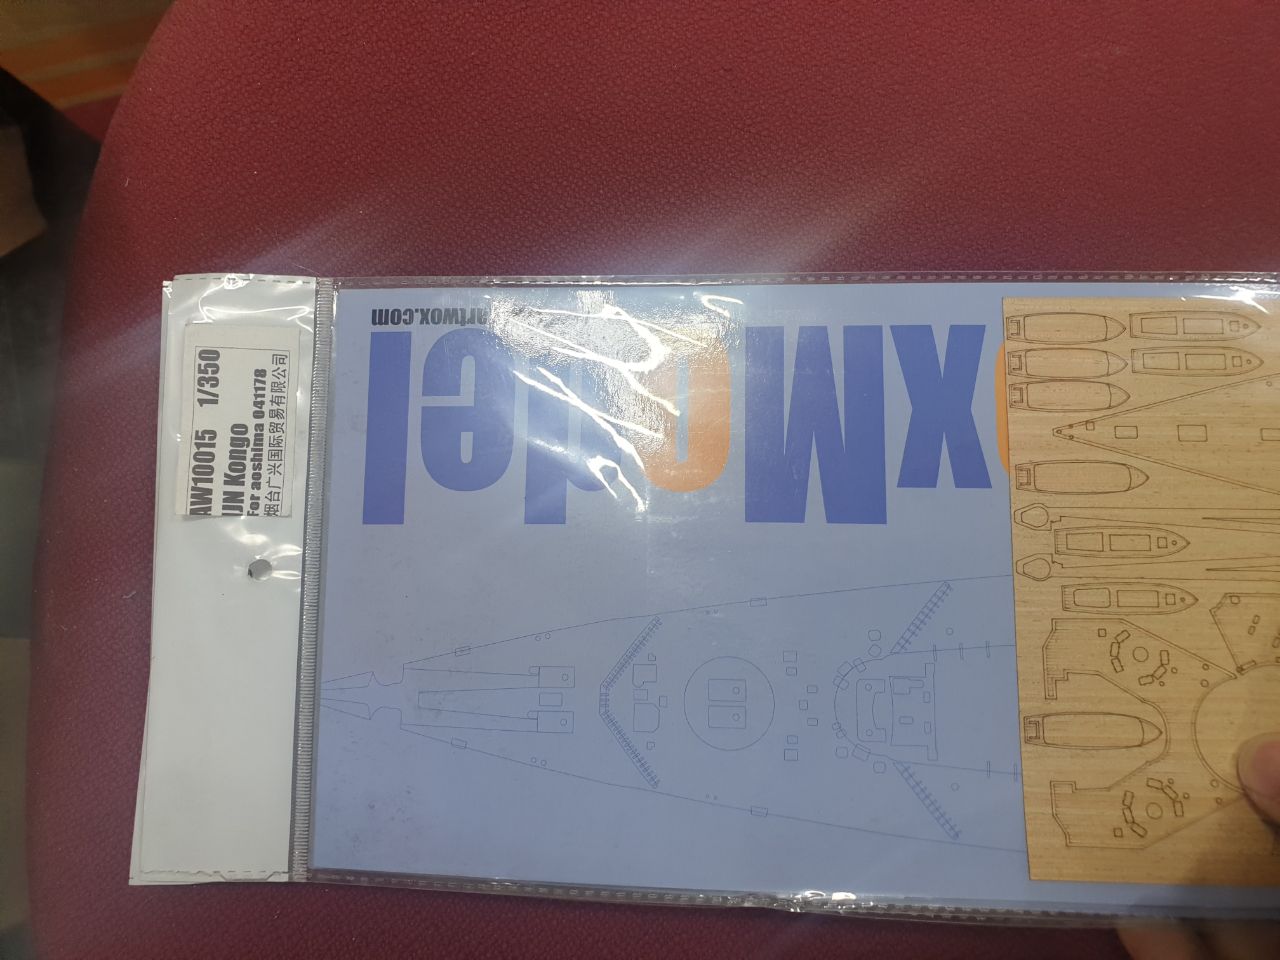 AW10015 1/350
IJN Kongo
For aoshima 041178
烟台广兴国际贸易有限公司
artwox.com
xModel